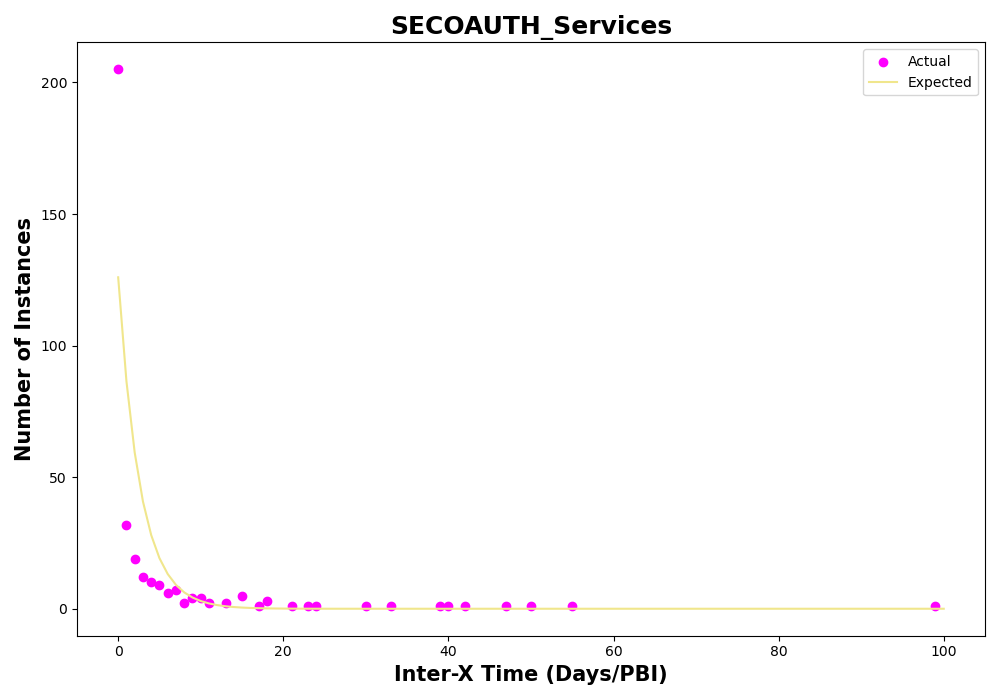 SECOAUTH_Services
Actual
Expected
Number of Instances
200
150
100
50
0
0 20 40 60 80 100
Inter-X Time (Days/PBI)